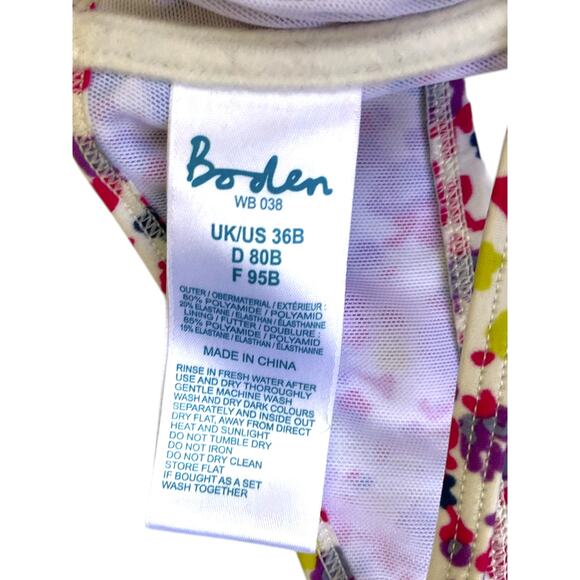 Boden
WB 038
UK/US 36B
D 80B
F 95B
OUTER / OBERMATERIAL / EXTÉRIEUR :
80% POLYAMIDE / POLYAMID
20% ELASTANE / ELASTHAN / ÉLASTHANNE
LINING / FUTTER / DOUBLURE :
85% POLYAMIDE / POLYAMID
15% ELASTANE / ELASTHAN / ÉLASTHANNE
MADE IN CHINA
RINSE IN FRESH WATER AFTER
USE AND DRY THOROUGHLY
GENTLE MACHINE WASH
WASH AND DRY DARK COLOURS
SEPARATELY AND INSIDE OUT
DRY FLAT, AWAY FROM DIRECT
HEAT AND SUNLIGHT
DO NOT TUMBLE DRY
DO NOT IRON
DO NOT DRY CLEAN
STORE FLAT
IF BOUGHT AS A SET
WASH TOGETHER